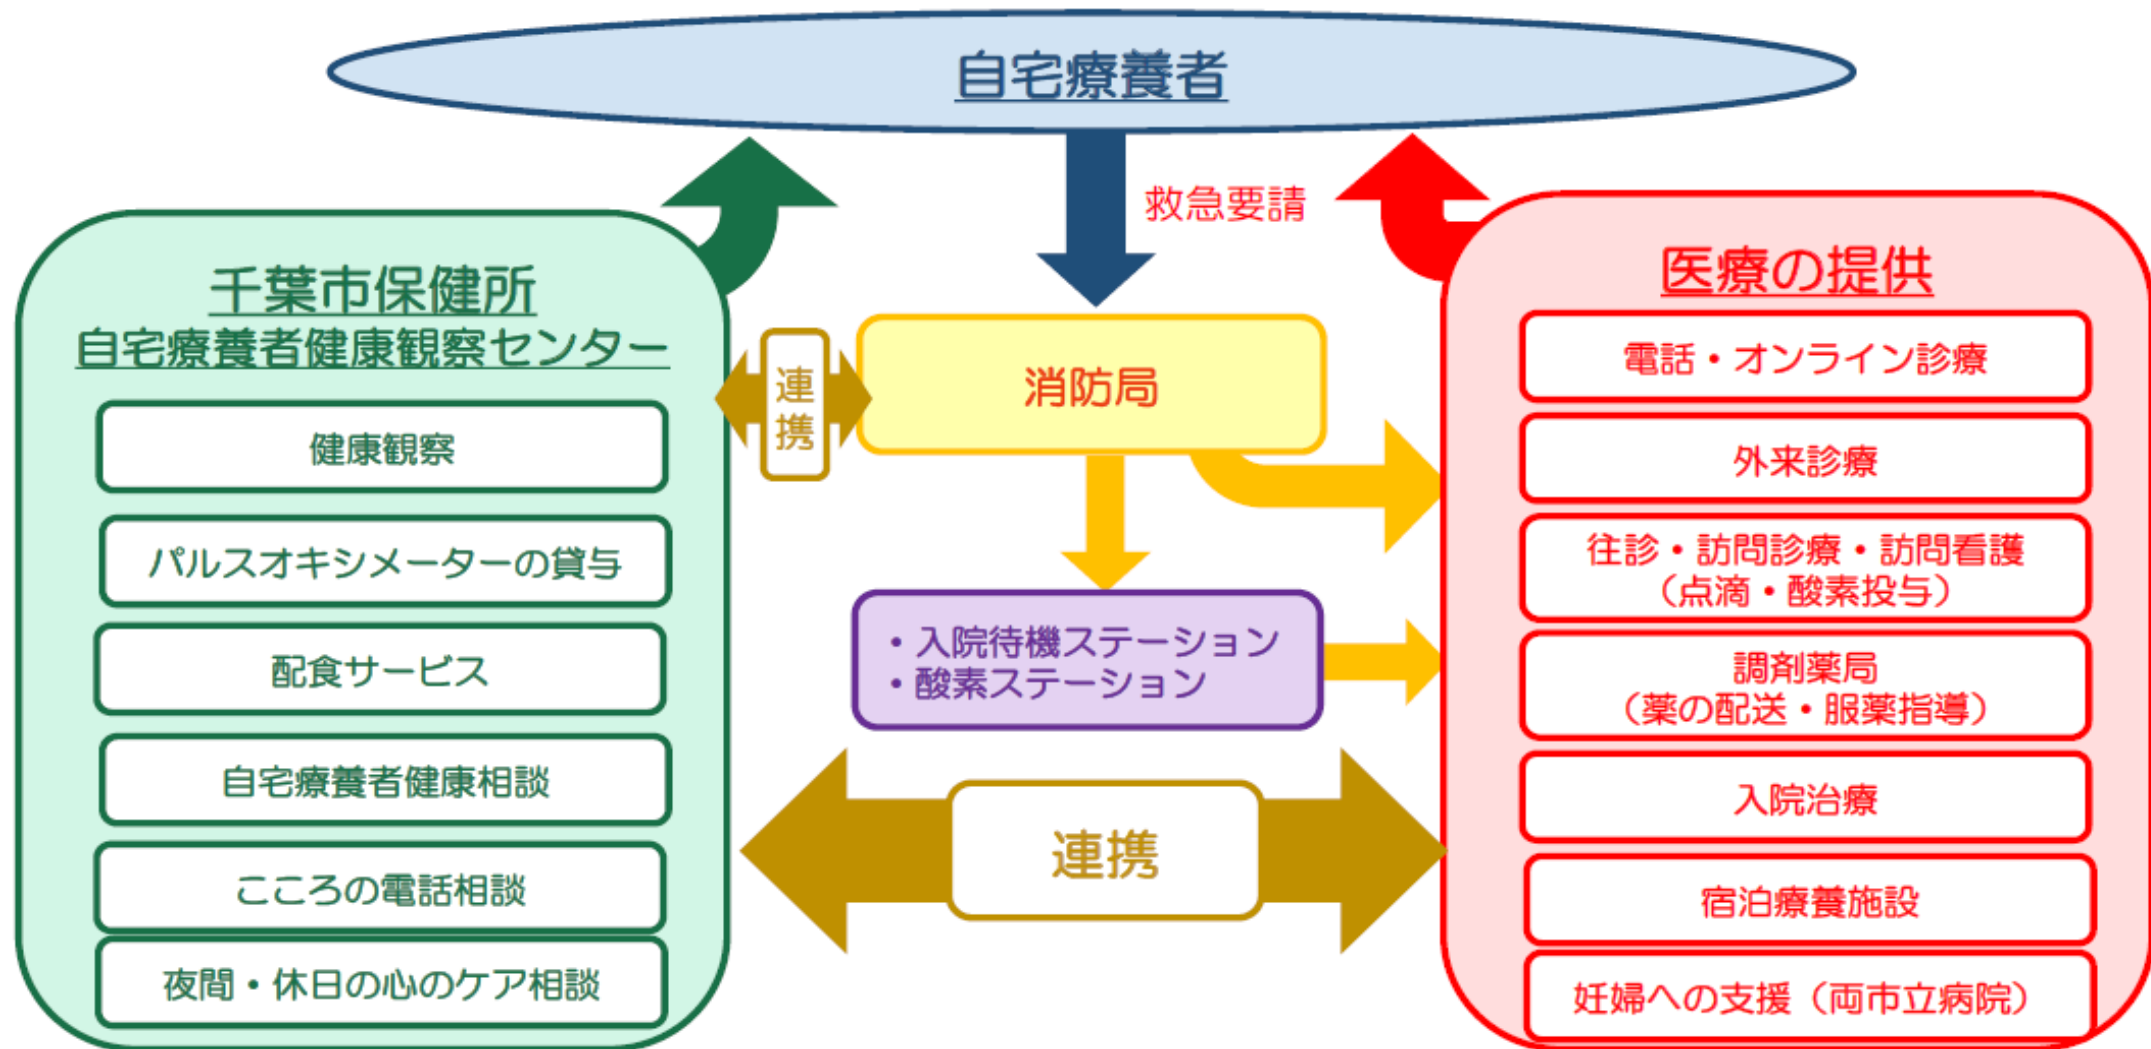 自宅療養者
救急要請
千葉市保健所
自宅療養者健康観察センター
健康観察
パルスオキシメーターの貸与
配食サービス
自宅療養者健康相談
こころの電話相談
夜間・休日の心のケア相談
連携
消防局
・入院待機ステーション
・酸素ステーション
連携
医療の提供
電話・オンライン診療
外来診療
往診・訪問診療・訪問看護
（点滴・酸素投与）
調剤薬局
（薬の配送・服薬指導）
入院治療
宿泊療養施設
妊婦への支援（両市立病院）